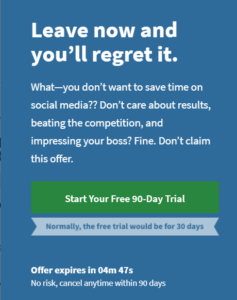 Leave now and
you’ll regret it.
What—you don’t want to save time on
social media?? Don’t care about results,
beating the competition, and
impressing your boss? Fine. Don’t claim
this offer.
Start Your Free 90-Day Trial
Normally, the free trial would be for 30 days
Offer expires in 04m 47s
No risk, cancel anytime within 90 days